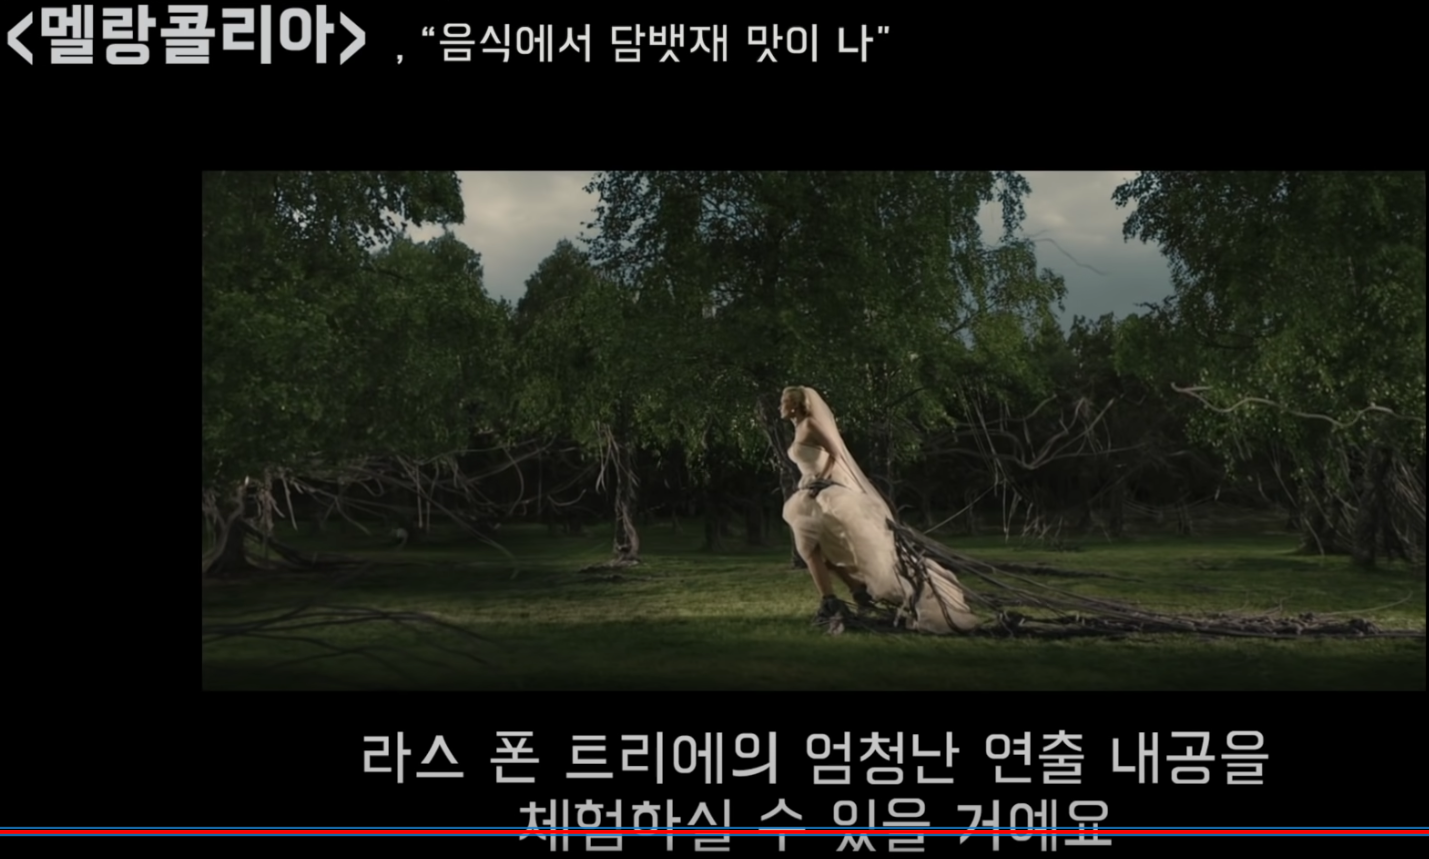 <멜랑콜리아> , “음식에서 담뱃재 맛이 나”
라스 폰 트리에의 엄청난 연출 내공을
체험하실 수 있을 거예요